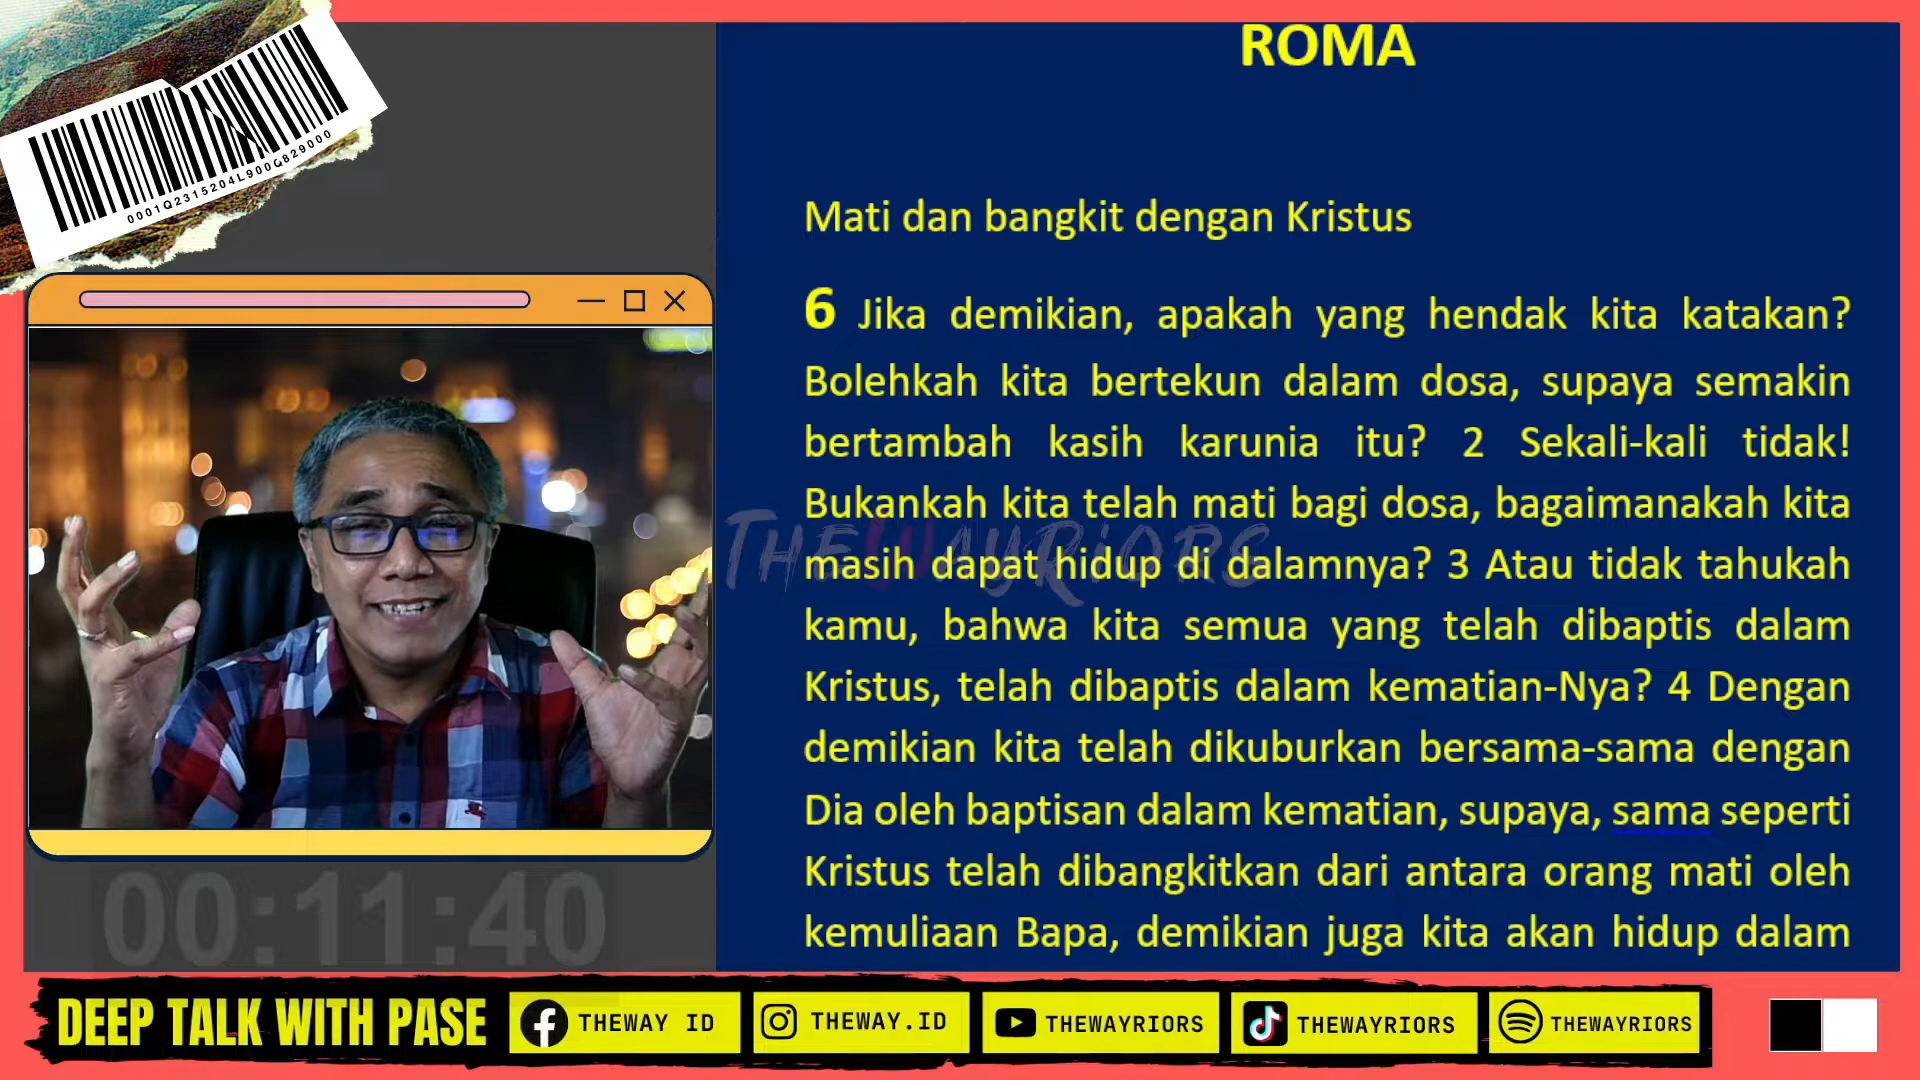 0001Q2315204L900Q829000
ROMA
Mati dan bangkit dengan Kristus
6 Jika demikian, apakah yang hendak kita katakan?
Bolehkah kita bertekun dalam dosa, supaya semakin
bertambah kasih karunia itu? 2 Sekali-kali tidak!
Bukankah kita telah mati bagi dosa, bagaimanakah kita
masih dapat hidup di dalamnya? 3 Atau tidak tahukah
kamu, bahwa kita semua yang telah dibaptis dalam
Kristus, telah dibaptis dalam kematian-Nya? 4 Dengan
demikian kita telah dikuburkan bersama-sama dengan
Dia oleh baptisan dalam kematian, supaya, sama seperti
Kristus telah dibangkitkan dari antara orang mati oleh
kemuliaan Bapa, demikian juga kita akan hidup dalam
THEWAYRIORS
00:11:40
DEEP TALK WITH PASE
THEWAY ID
THEWAY.ID
THEWAYRIORS
THEWAYRIORS
THEWAYRIORS